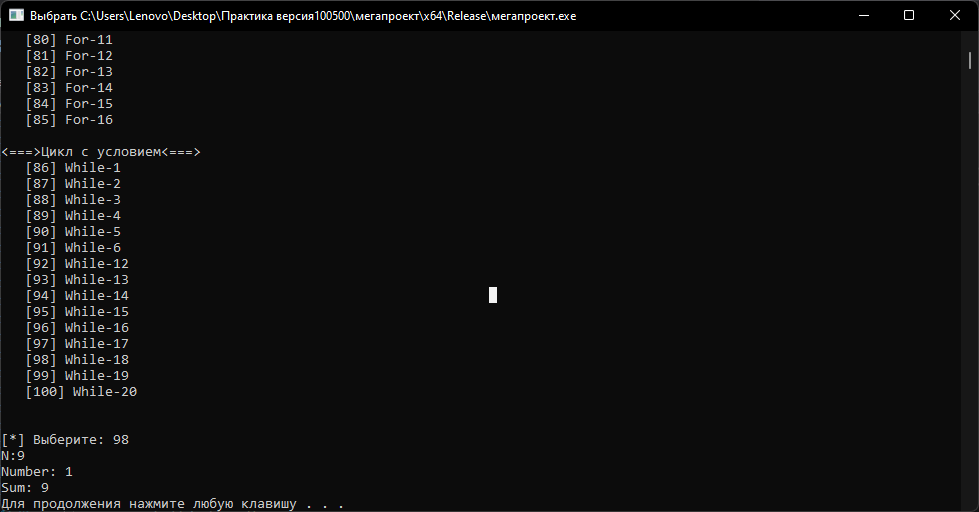 Выбрать C:\Users\Lenovo\Desktop\Практика версия100500\мегапроект\x64\Release\мегапроект.exe
[80] For-11
[81] For-12
[82] For-13
[83] For-14
[84] For-15
[85] For-16
<===>Цикл с условием<===>
[86] While-1
[87] While-2
[88] While-3
[89] While-4
[90] While-5
[91] While-6
[92] While-12
[93] While-13
[94] While-14
[95] While-15
[96] While-16
[97] While-17
[98] While-18
[99] While-19
[100] While-20
[*] Выберите: 98
N:9
Number: 1
Sum: 9
Для продолжения нажмите любую клавишу . . .